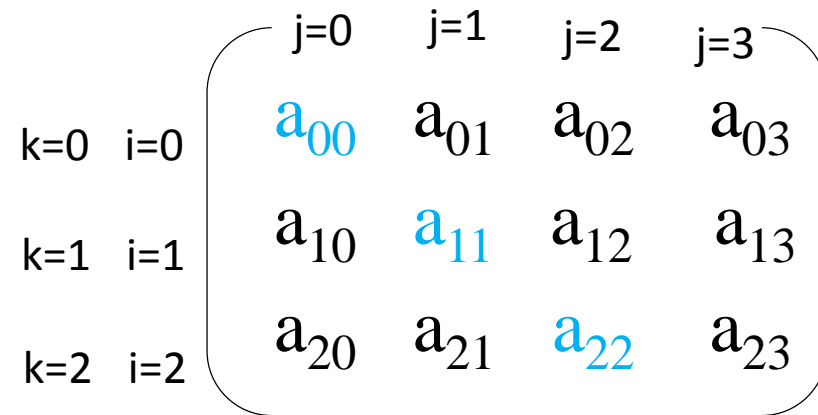 j=0 j=1 j=2 j=3
k=0 i=0 a₀₀ a₀₁ a₀₂ a₀₃
k=1 i=1 a₁₀ a₁₁ a₁₂ a₁₃
k=2 i=2 a₂₀ a₂₁ a₂₂ a₂₃